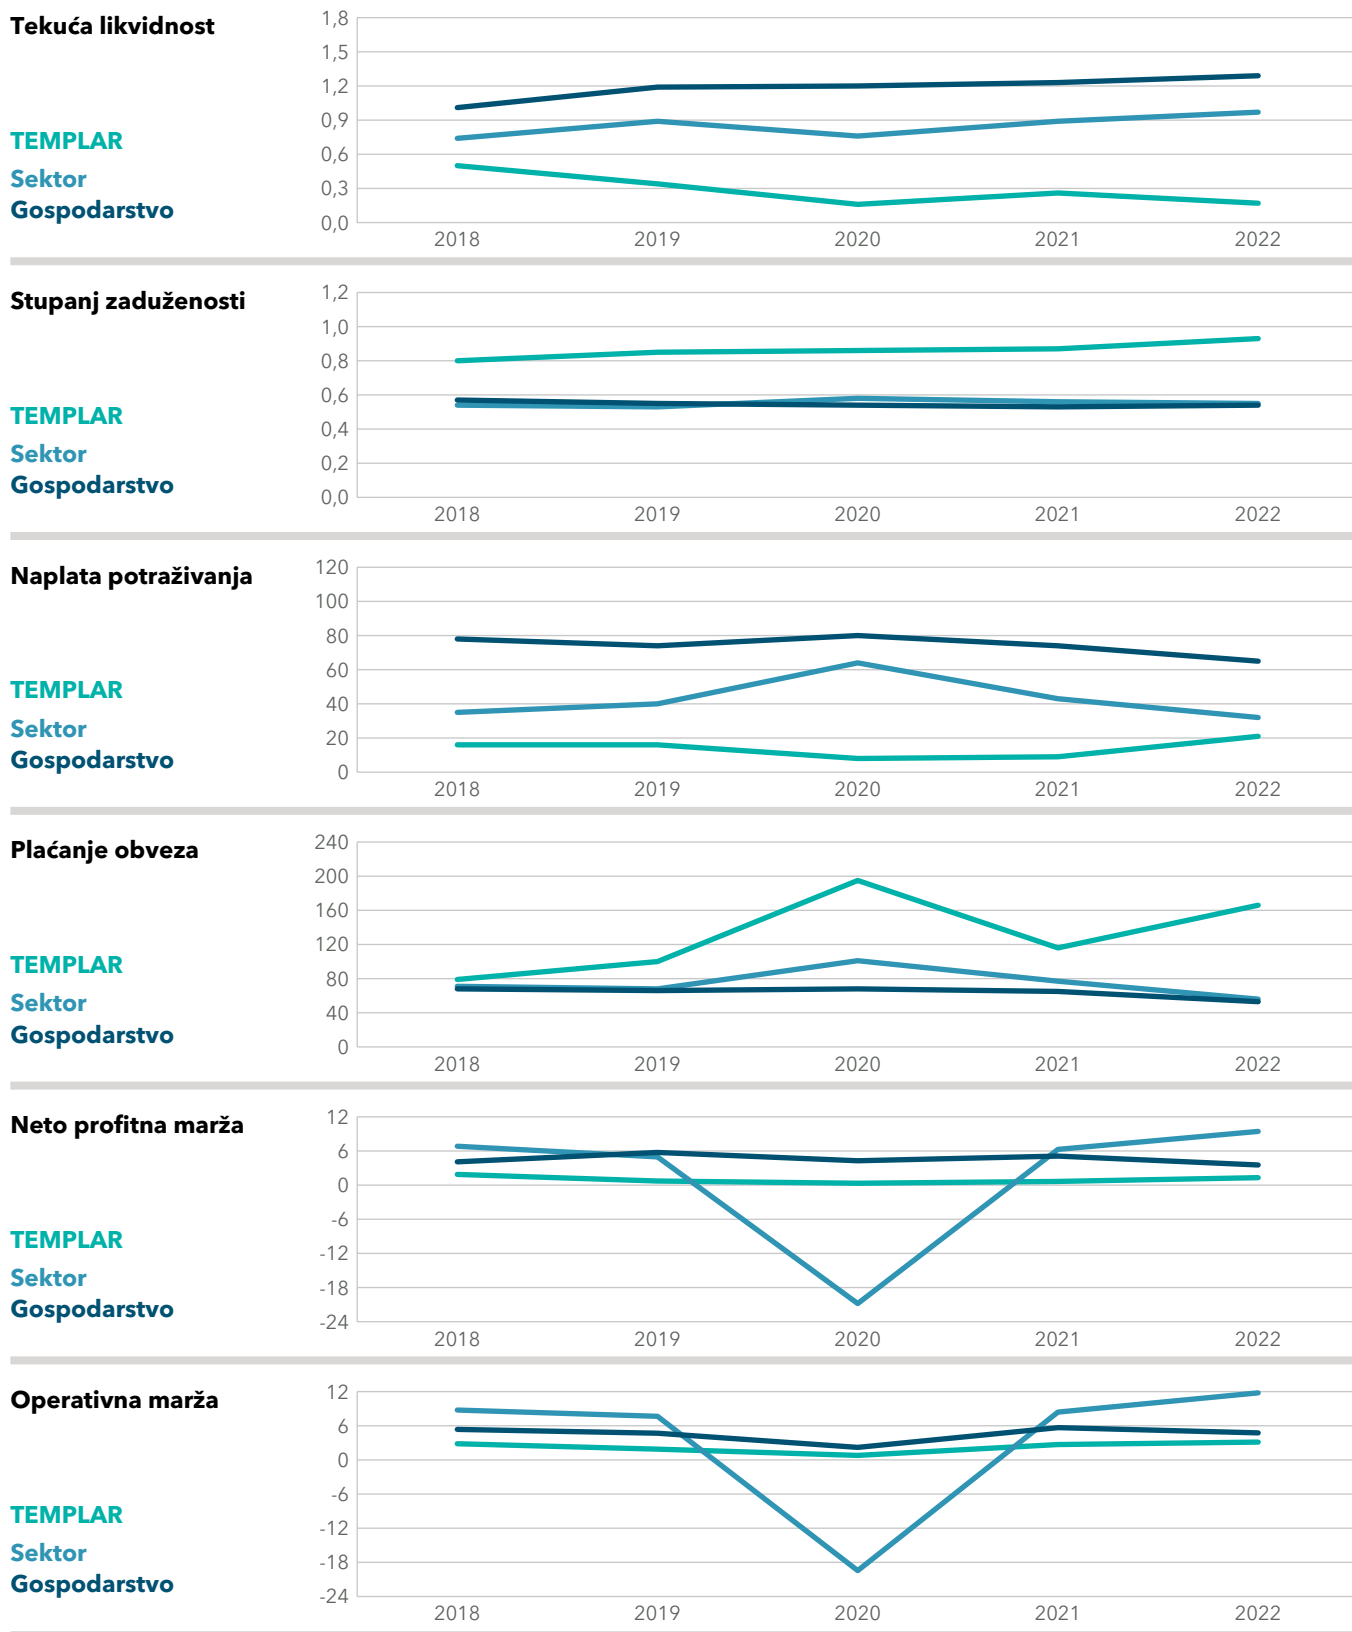 Tekuća likvidnost
TEMPLAR
Sektor
Gospodarstvo
1,8
1,5
1,2
0,9
0,6
0,3
0,0
2018 2019 2020 2021 2022
Stupanj zaduženosti
TEMPLAR
Sektor
Gospodarstvo
1,2
1,0
0,8
0,6
0,4
0,2
0,0
2018 2019 2020 2021 2022
Naplata potraživanja
TEMPLAR
Sektor
Gospodarstvo
120
100
80
60
40
20
0
2018 2019 2020 2021 2022
Plaćanje obveza
TEMPLAR
Sektor
Gospodarstvo
240
200
160
120
80
40
0
2018 2019 2020 2021 2022
Neto profitna marža
TEMPLAR
Sektor
Gospodarstvo
12
6
0
-6
-12
-18
-24
2018 2019 2020 2021 2022
Operativna marža
TEMPLAR
Sektor
Gospodarstvo
12
6
0
-6
-12
-18
-24
2018 2019 2020 2021 2022